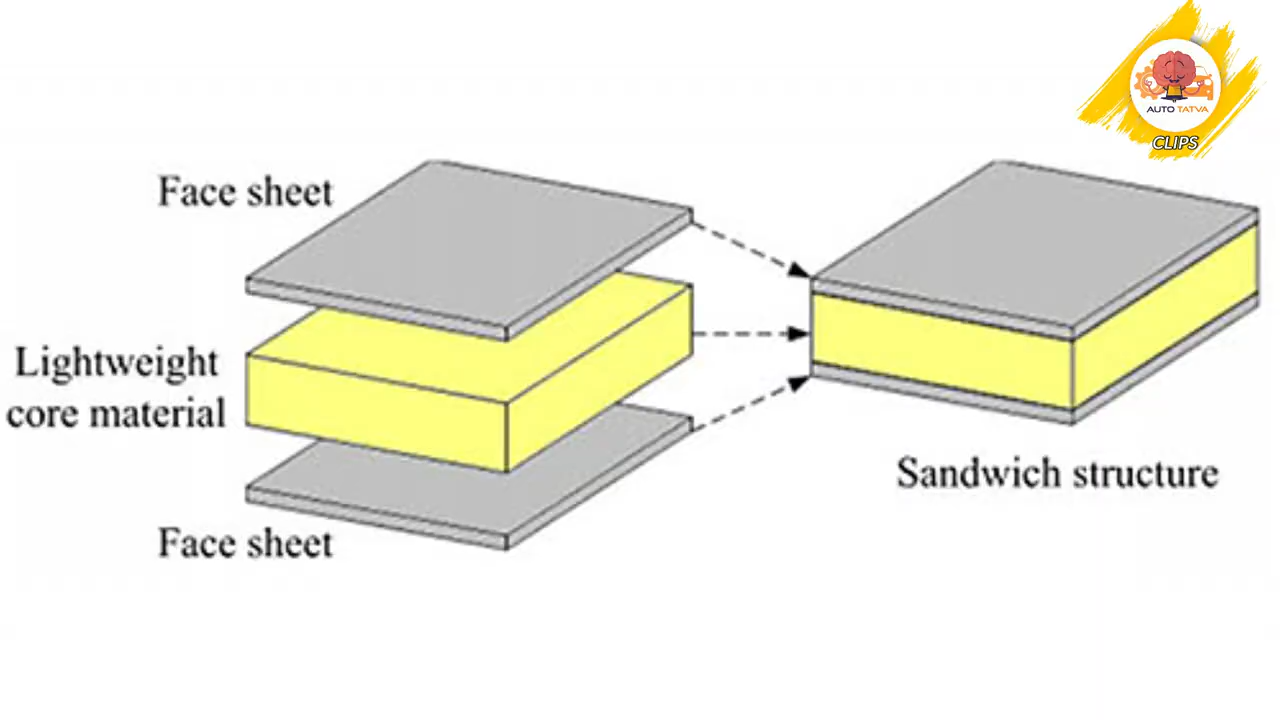 AUTO TATVA
CLIPS
Face sheet
Lightweight
core material
Face sheet
Sandwich structure